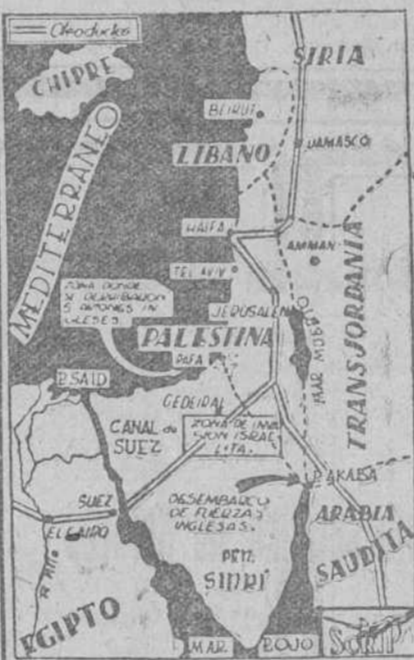 Oleoductos
CHIPRE
SIRIA
BEIRUT
DAMASCO
LIBANO
MEDITERRANEO
HAIFA
AMMAN
TEL AVIV
ZONA DONDE
SE DERRIBARON
5 AVIONES IN
GLESES.
JERUSALEN
PALESTINA
RAFA
MAR MUERTO
TRANSJORDANIA
P. SAID
CANAL de
SUEZ
ZONA DE INVA
SION ISRAE
LITA.
SUEZ
EL CAIRO
DESEMBARCO
DE FUERZAS
INGLESAS.
P. AKABA
ARABIA
SAUDITA
PEN.
SINAI
R. NILO
EGIPTO
MAR ROJO